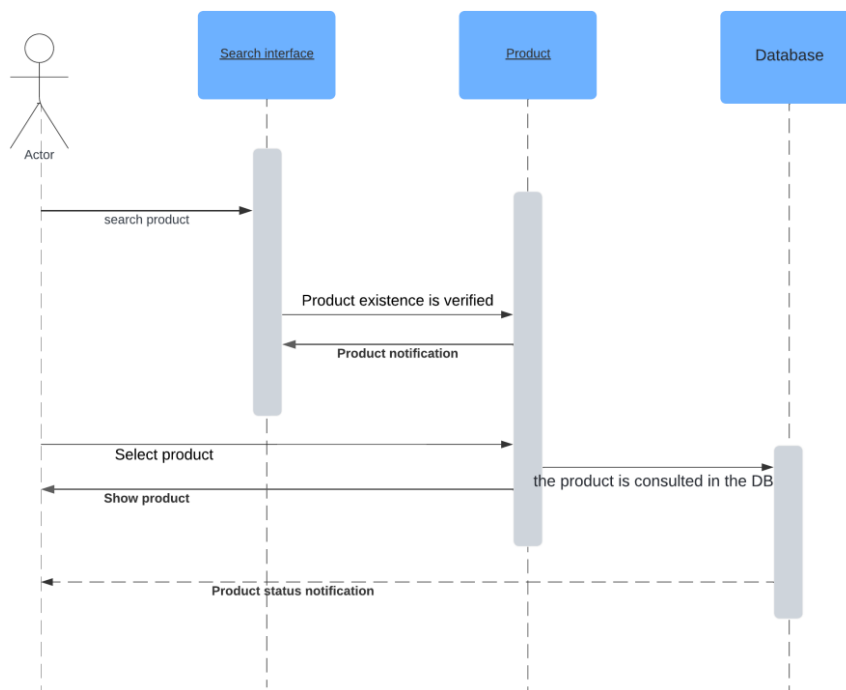 Search interface
Product
Database
Actor
search product
Product existence is verified
Product notification
Select product
the product is consulted in the DB
Show product
Product status notification